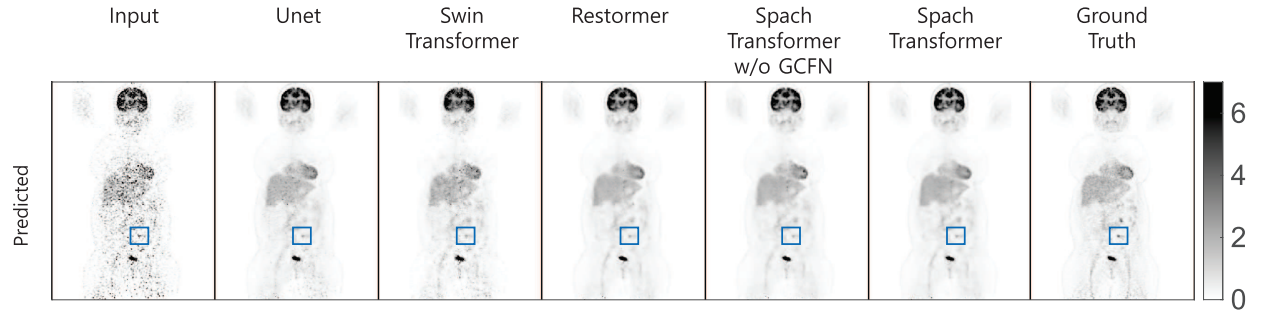 Input
Unet
Swin
Transformer
Restormer
Spach
Transformer
w/o GCFN
Spach
Transformer
Ground
Truth
Predicted
6
4
2
0